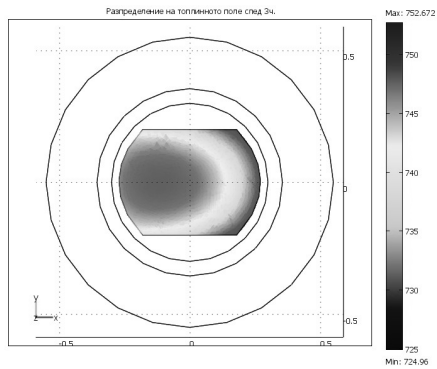 Разпределение на топлинното поле след 3ч.
Max: 752.672
0.5
0
-0.5
-0.5
0
0.5
y
z
x
750
745
740
735
730
725
Min: 724.96